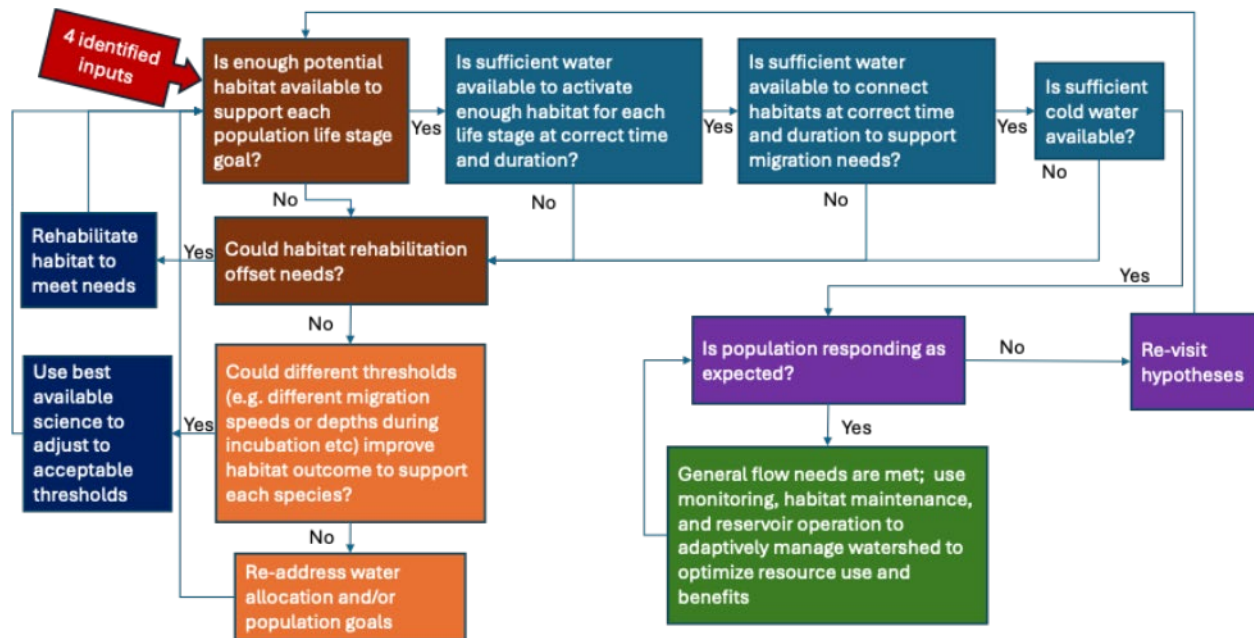 4 identified
inputs
Is enough potential
habitat available to
support each
population life stage
goal?
Yes
Is sufficient water
available to activate
enough habitat for each
life stage at correct time
and duration?
Yes
Is sufficient water
available to connect
habitats at correct time
and duration to support
migration needs?
Yes
Is sufficient
cold water
available?
No
No
No
No
Rehabilitate
habitat to
meet needs
Yes
Could habitat rehabilitation
offset needs?
Yes
No
Is population responding as
expected?
No
Re-visit
hypotheses
Use best
available
science to
adjust to
acceptable
thresholds
Yes
Could different thresholds
(e.g. different migration
speeds or depths during
incubation etc) improve
habitat outcome to support
each species?
Yes
General flow needs are met;  use
monitoring, habitat maintenance,
and reservoir operation to
adaptively manage watershed to
optimize resource use and
benefits
No
Re-address water
allocation and/or
population goals